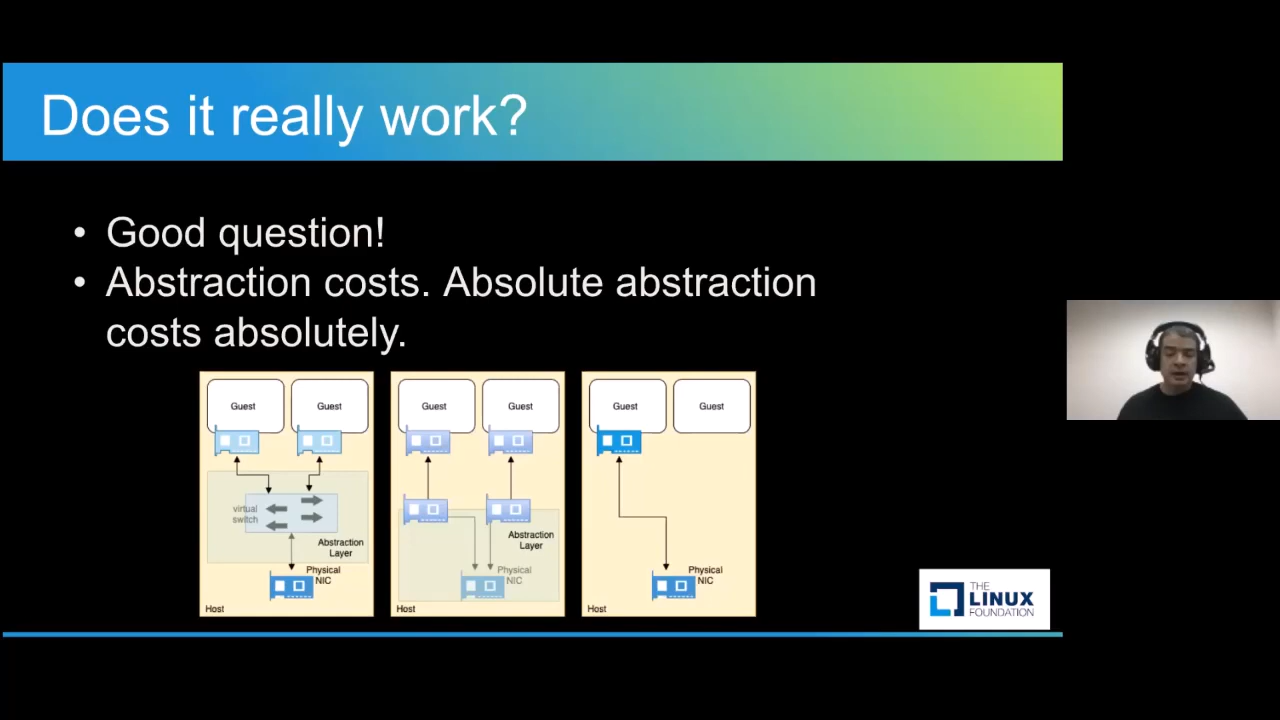 Does it really work?
• Good question!
• Abstraction costs. Absolute abstraction
costs absolutely.
Guest
Guest
virtual
switch
Abstraction
Layer
Physical
NIC
Host
Guest
Guest
Abstraction
Layer
Physical
NIC
Host
Guest
Guest
Physical
NIC
Host
THE
LINUX
FOUNDATION